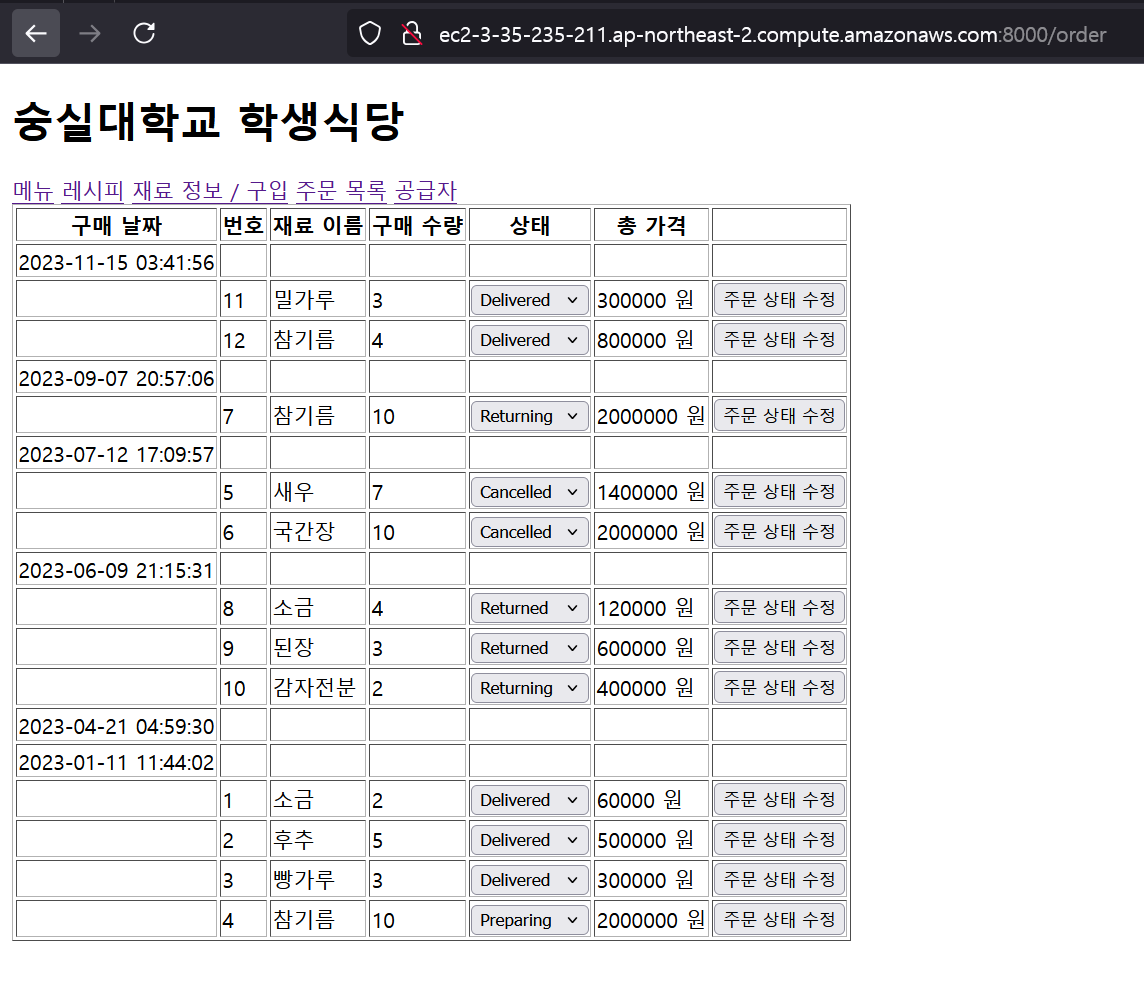 ec2-3-35-235-211.ap-northeast-2.compute.amazonaws.com:8000/order
숭실대학교 학생식당
메뉴 레시피 재료 정보 / 구입 주문 목록 공급자
구매 날짜 번호 재료 이름 구매 수량 상태 총 가격
2023-11-15 03:41:56
11 밀가루 3 Delivered 300000 원 주문 상태 수정
12 참기름 4 Delivered 800000 원 주문 상태 수정
2023-09-07 20:57:06
7 참기름 10 Returning 2000000 원 주문 상태 수정
2023-07-12 17:09:57
5 새우 7 Cancelled 1400000 원 주문 상태 수정
6 국간장 10 Cancelled 2000000 원 주문 상태 수정
2023-06-09 21:15:31
8 소금 4 Returned 120000 원 주문 상태 수정
9 된장 3 Returned 600000 원 주문 상태 수정
10 감자전분 2 Returning 400000 원 주문 상태 수정
2023-04-21 04:59:30
2023-01-11 11:44:02
1 소금 2 Delivered 60000 원 주문 상태 수정
2 후추 5 Delivered 500000 원 주문 상태 수정
3 빵가루 3 Delivered 300000 원 주문 상태 수정
4 참기름 10 Preparing 2000000 원 주문 상태 수정